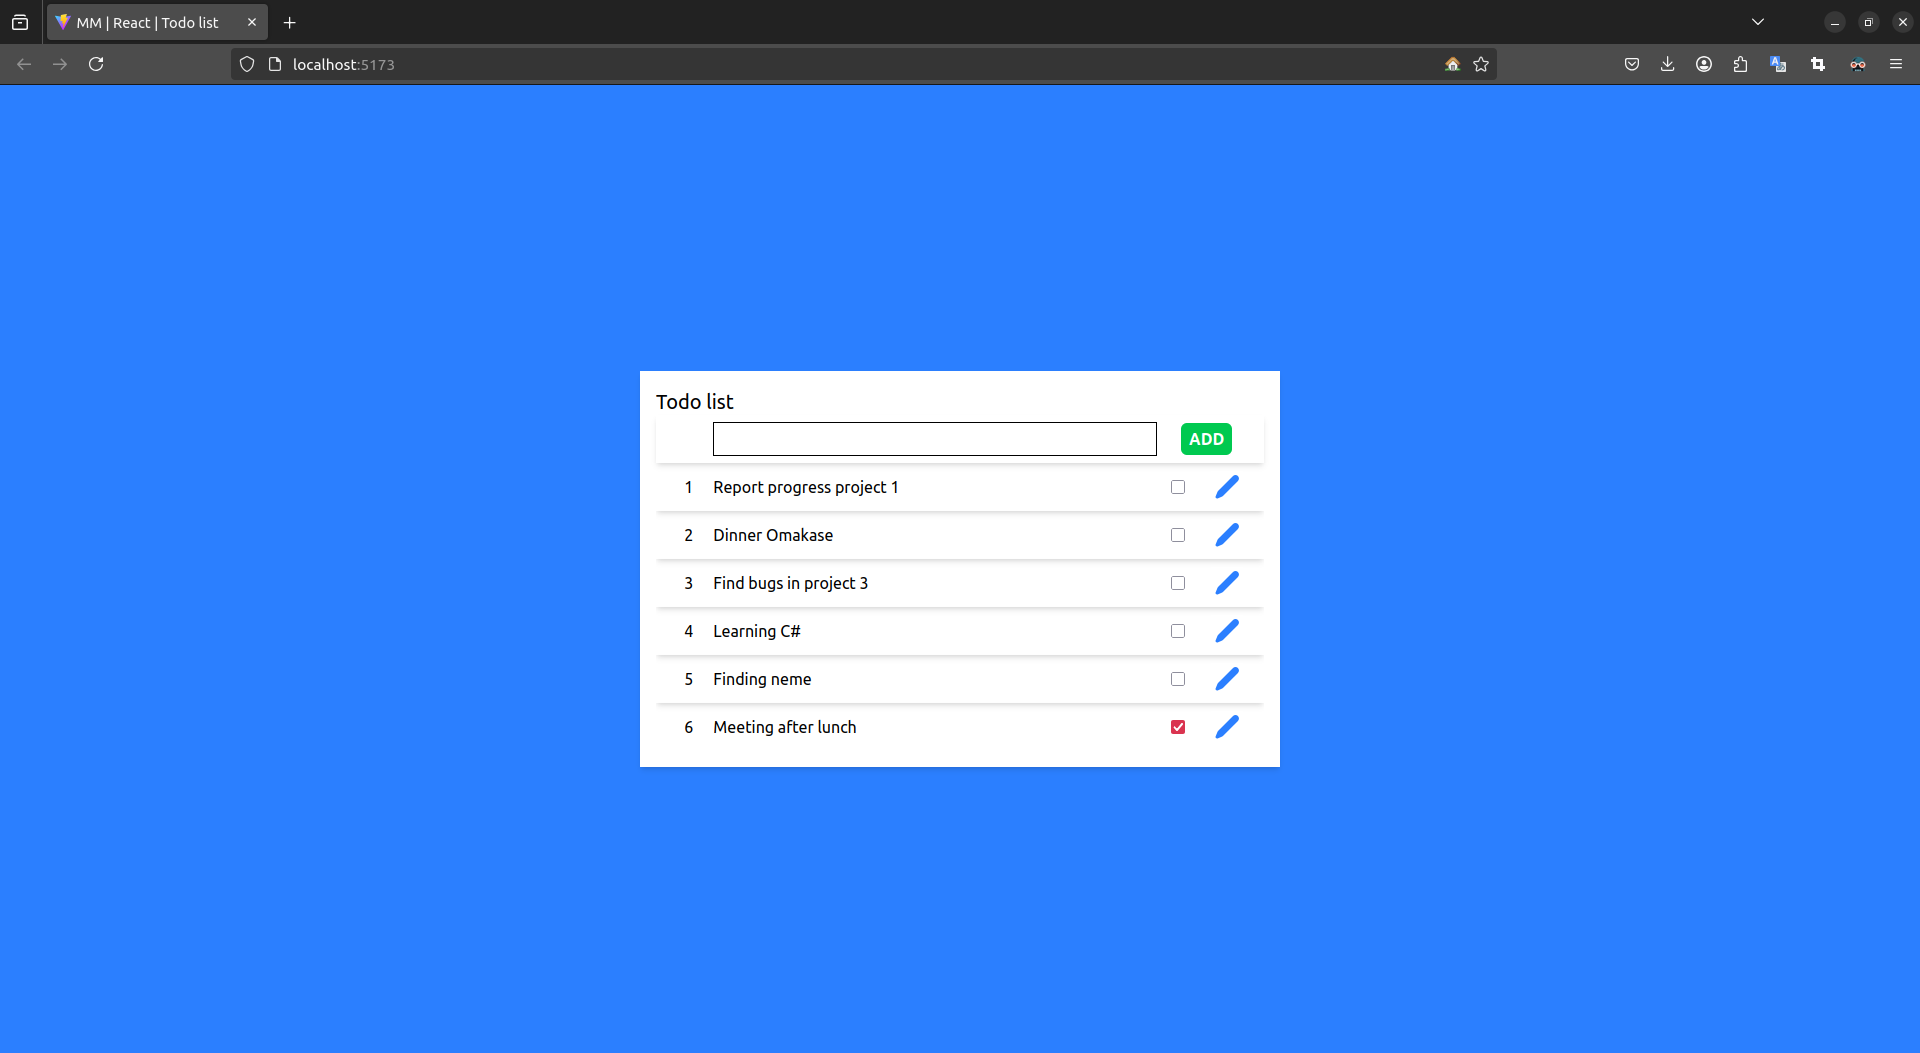 MM | React | Todo list
localhost:5173
Todo list
ADD
1 Report progress project 1
2 Dinner Omakase
3 Find bugs in project 3
4 Learning C#
5 Finding neme
6 Meeting after lunch